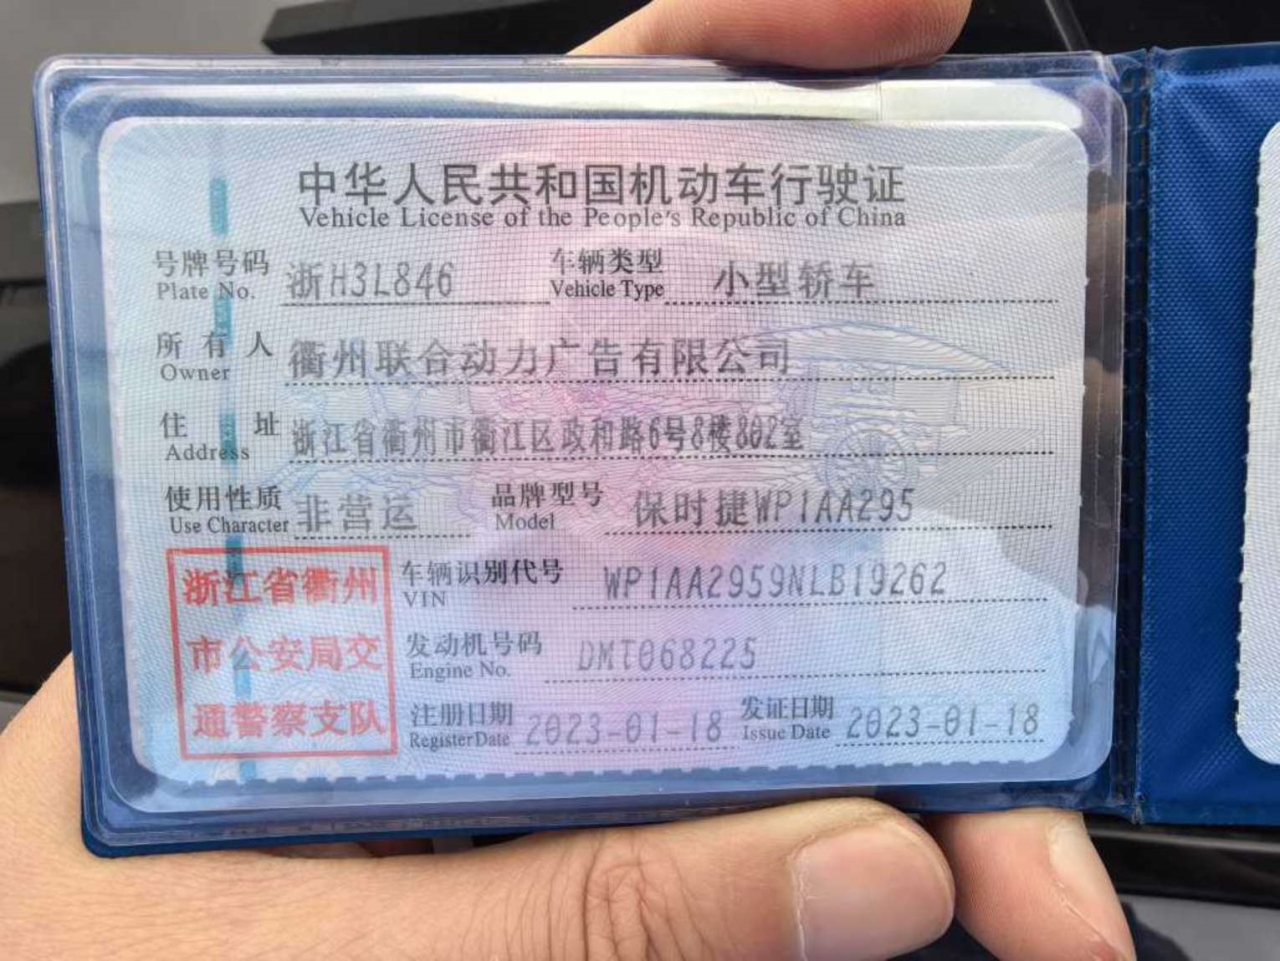 中华人民共和国机动车行驶证
Vehicle License of the People's Republic of China
号牌号码 浙H3L846 车辆类型 小型轿车
Plate No. Vehicle Type
所有人 衢州联合动力广告有限公司
Owner
住址 浙江省衢州市衢江区政和路6号8楼802室
Address
使用性质 非营运 品牌型号 保时捷WP1AA295
Use Character Model
浙江省衢州
市公安局交
通警察支队
车辆识别代号 WP1AA2959NLB19262
VIN
发动机号码 DMT068225
Engine No.
注册日期 2023-01-18 发证日期 2023-01-18
Register Date Issue Date